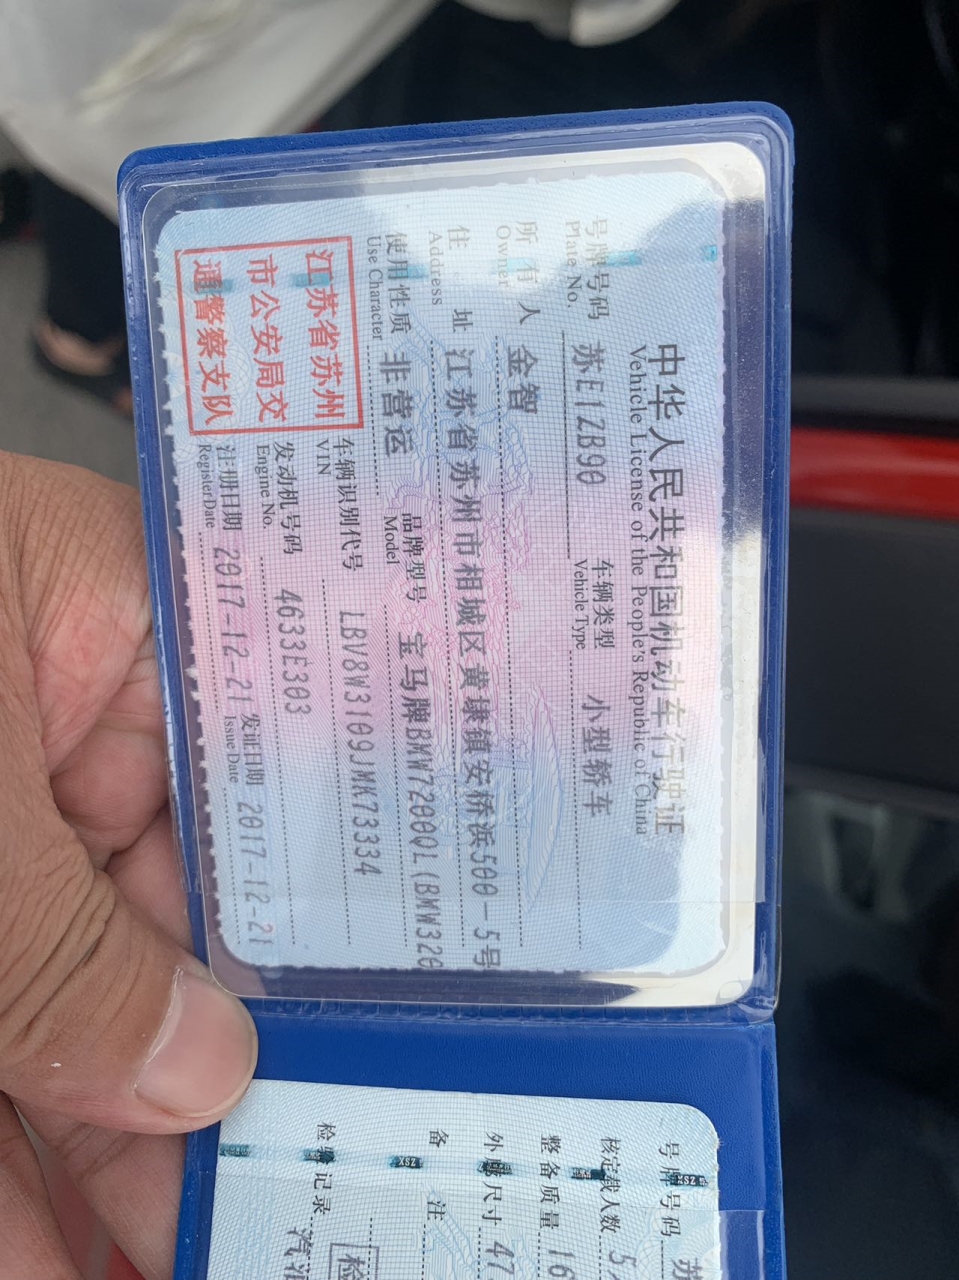 中华人民共和国机动车行驶证
Vehicle License of the People's Republic of China
号牌号码 苏E1ZB90 车辆类型 小型轿车
Plate No. Vehicle Type
所有人 金智
Owner
住址 江苏省苏州市相城区黄埭镇安桥浜500-5号
Address
使用性质 非营运 品牌型号 宝马牌BMW7200QL(BMW320
Use Character Model
江苏省苏州
市公安局交
通警察支队
车辆识别代号 LBV8W3109JMK73334
VIN
发动机号码 4633E303
Engine No.
注册日期 2017-12-21 发证日期 2017-12-21
Register Date Issue Date
号牌号码 苏
核定载人数 5
整备质量 16
外廓尺寸 47
备注
检验记录
检
汽油